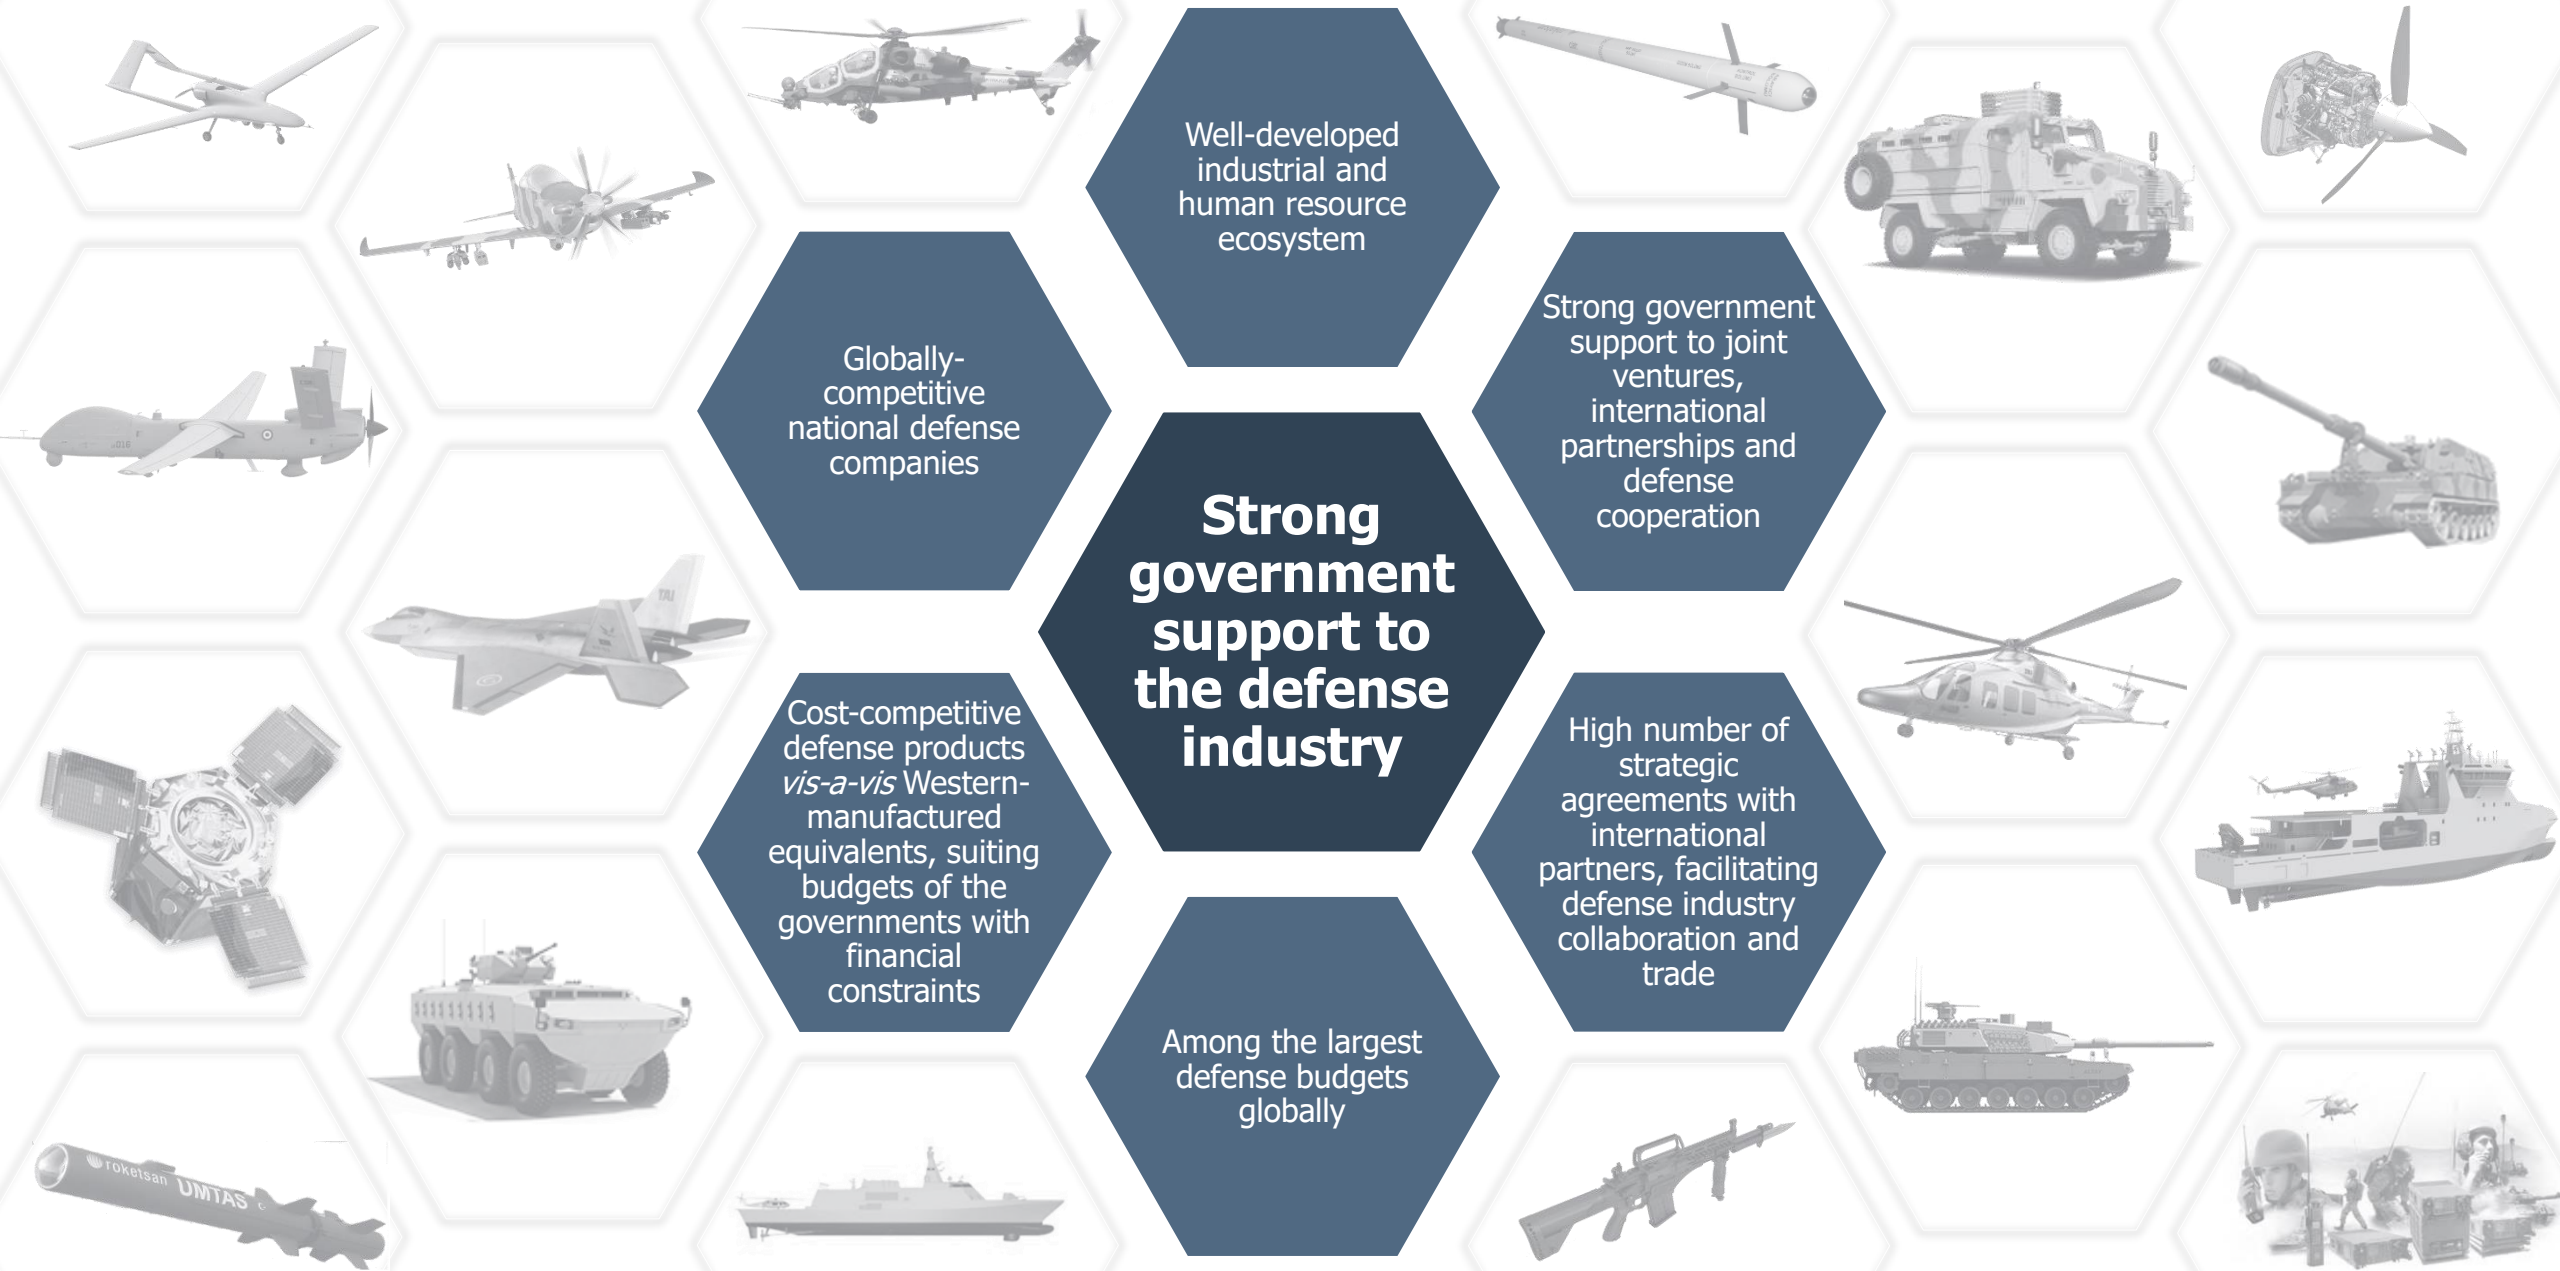 Well-developed
industrial and
human resource
ecosystem
Globally-
competitive
national defense
companies
Strong government
support to joint
ventures,
international
partnerships and
defense
cooperation
Strong
government
support to
the defense
industry
Cost-competitive
defense products
vis-a-vis Western-
manufactured
equivalents, suiting
budgets of the
governments with
financial
constraints
High number of
strategic
agreements with
international
partners, facilitating
defense industry
collaboration and
trade
Among the largest
defense budgets
globally
TAI
roketsan UMTAS